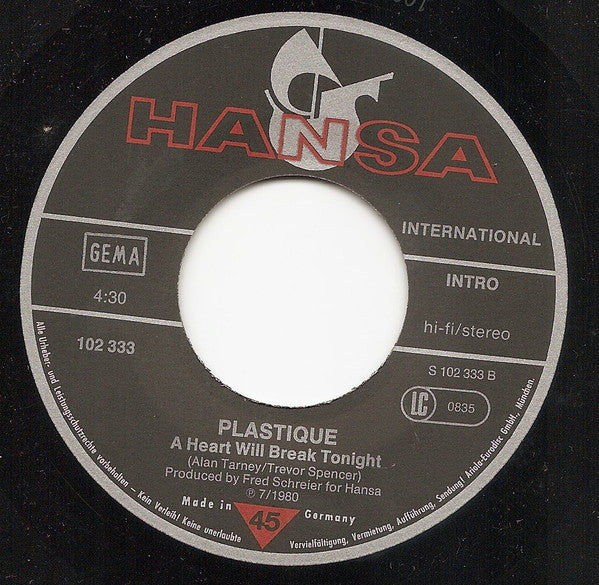 HANSA
INTERNATIONAL
GEMA
INTRO
4:30
hi-fi/stereo
102 333
S 102 333 B
LC 0835
PLASTIQUE
A Heart Will Break Tonight
(Alan Tarney/Trevor Spencer)
Produced by Fred Schreier for Hansa
℗ 7/1980
Made in 45 Germany
Alle Urheber- und Leistungsschutzrechte vorbehalten - Kein Verleih! Keine unerlaubte Vervielfältigung, Vermietung, Aufführung, Sendung! Ariola-Eurodisc GmbH., München.